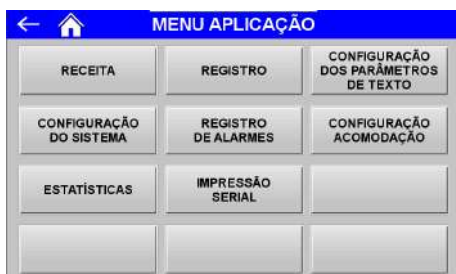 MENU APLICAÇÃO
RECEITA
REGISTRO
CONFIGURAÇÃO
DOS PARÂMETROS
DE TEXTO
CONFIGURAÇÃO
DO SISTEMA
REGISTRO
DE ALARMES
CONFIGURAÇÃO
ACOMODAÇÃO
ESTATÍSTICAS
IMPRESSÃO
SERIAL